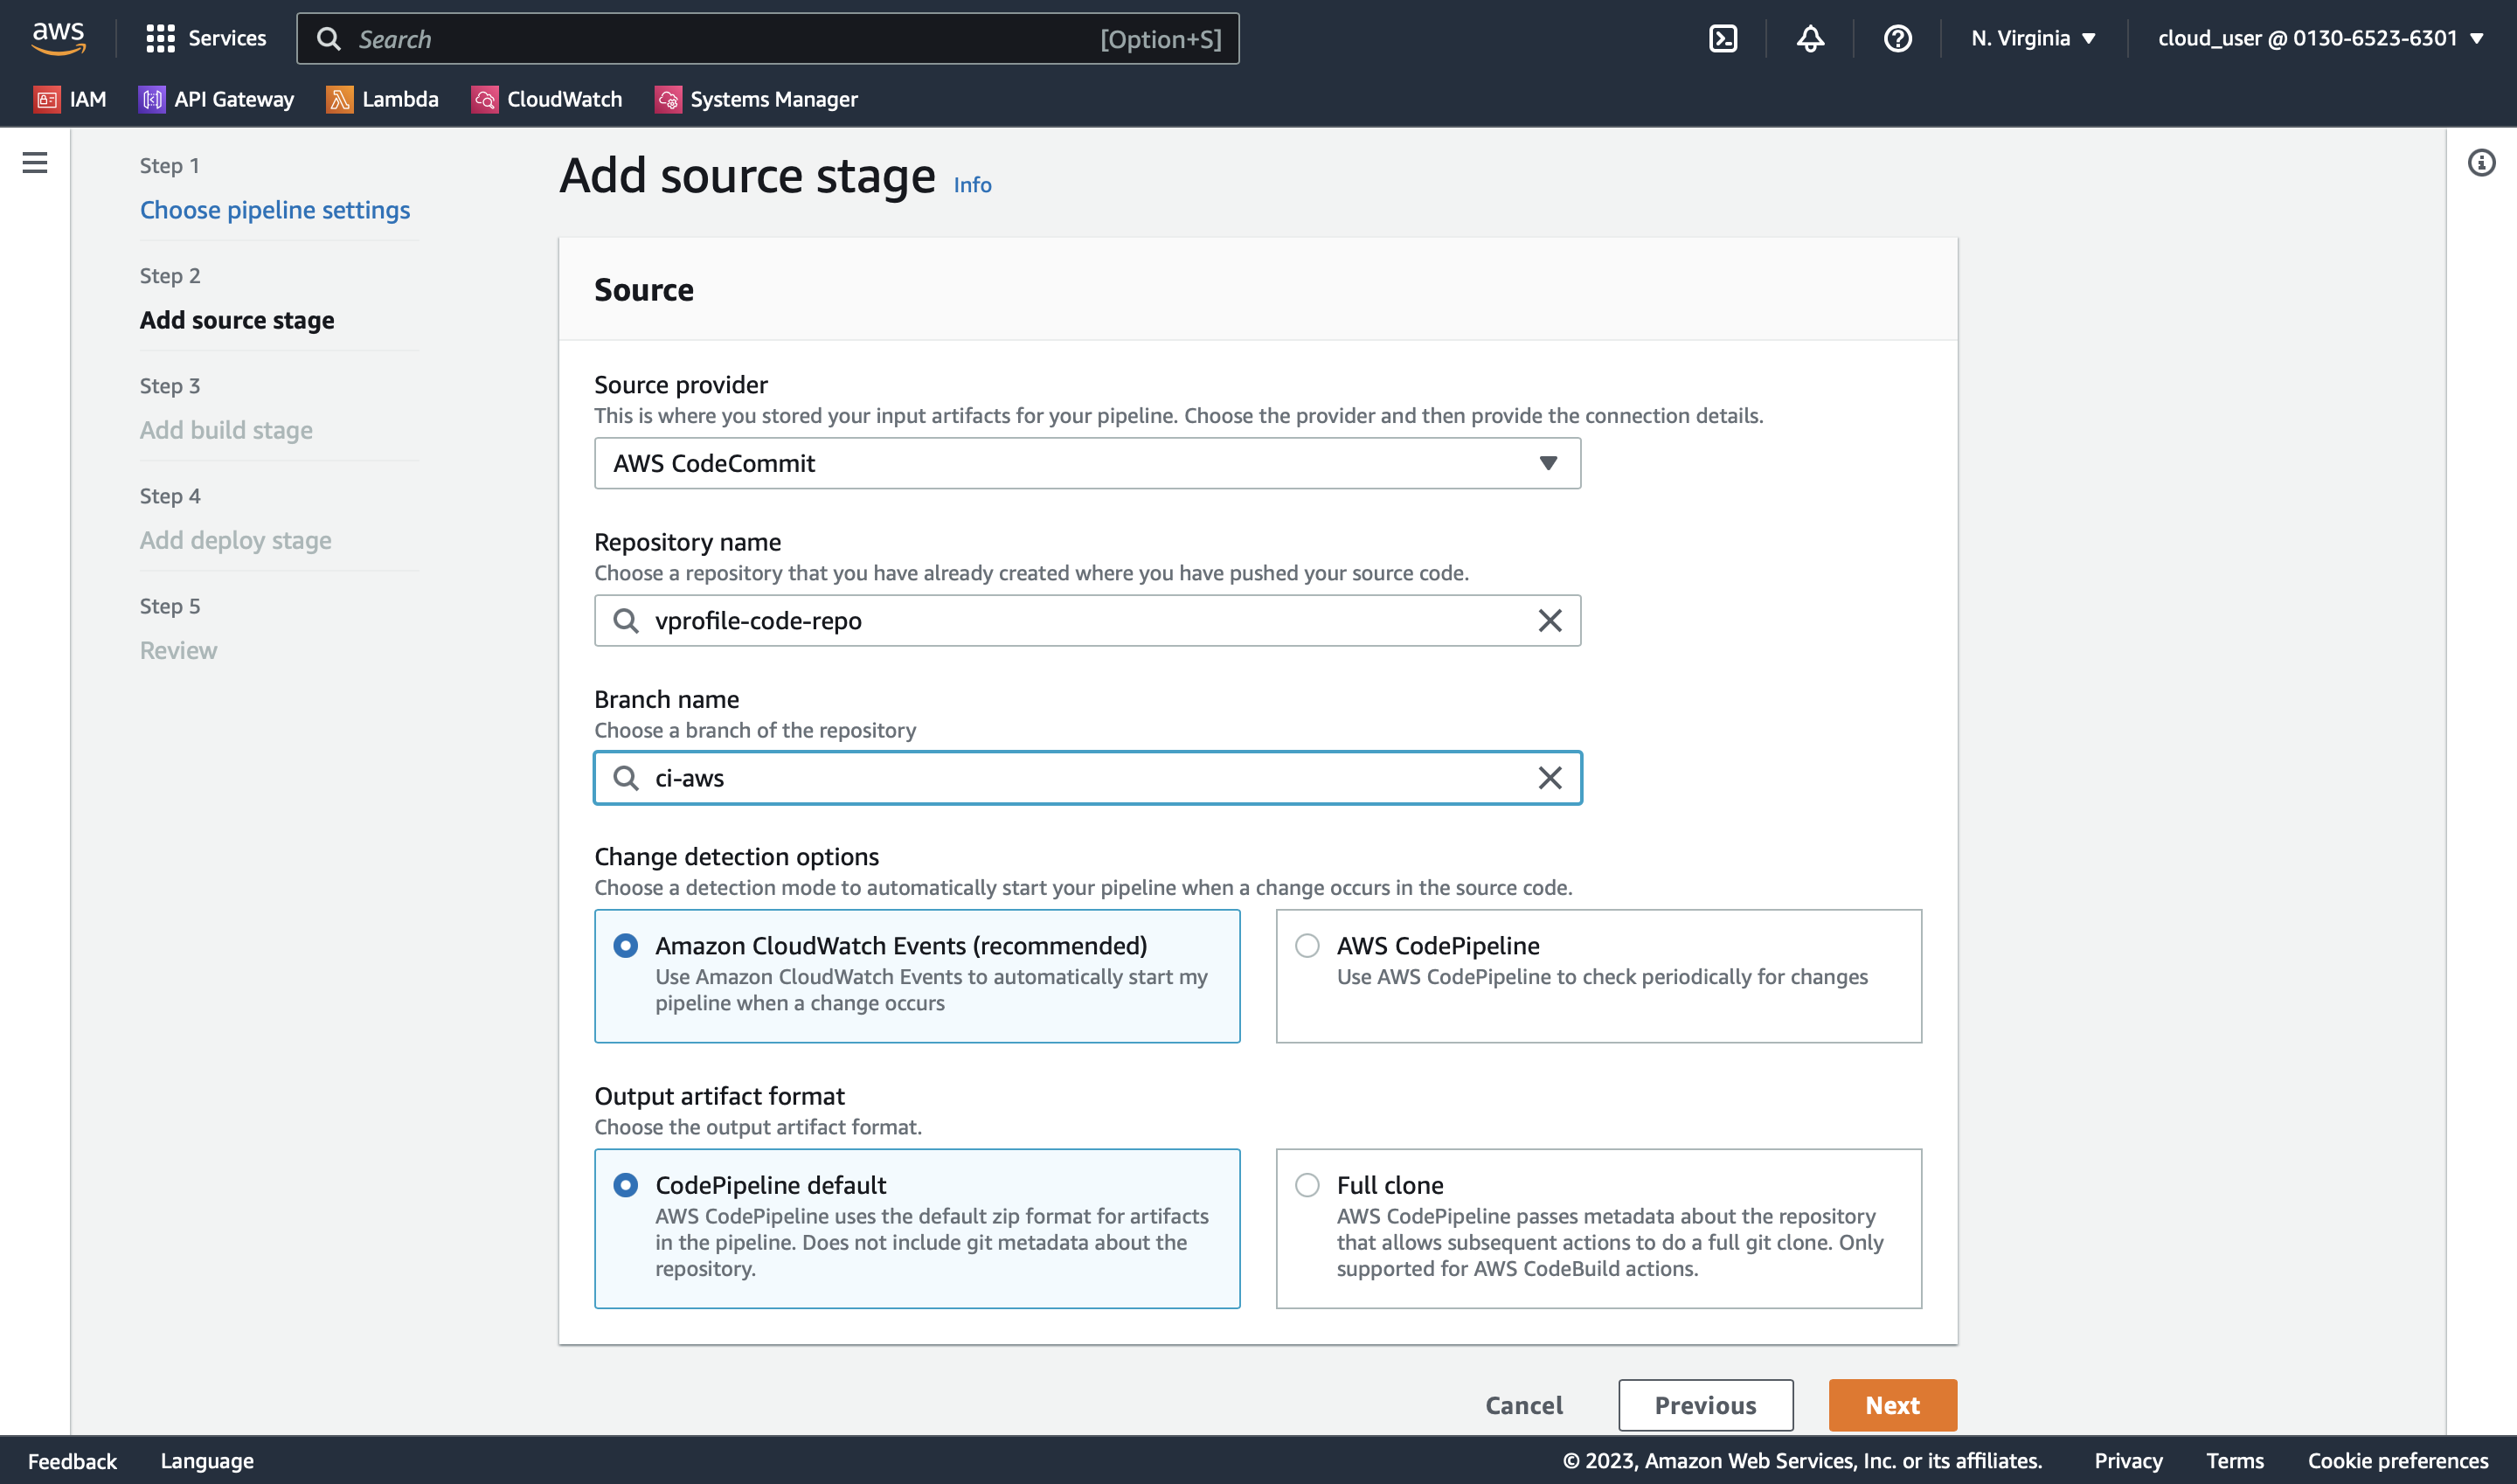 aws
Services
Search
[Option+S]
N. Virginia
cloud_user @ 0130-6523-6301
IAM
API Gateway
Lambda
CloudWatch
Systems Manager
Step 1
Choose pipeline settings
Step 2
Add source stage
Step 3
Add build stage
Step 4
Add deploy stage
Step 5
Review
Add source stage Info
Source
Source provider
This is where you stored your input artifacts for your pipeline. Choose the provider and then provide the connection details.
AWS CodeCommit
Repository name
Choose a repository that you have already created where you have pushed your source code.
vprofile-code-repo
Branch name
Choose a branch of the repository
ci-aws
Change detection options
Choose a detection mode to automatically start your pipeline when a change occurs in the source code.
Amazon CloudWatch Events (recommended)
Use Amazon CloudWatch Events to automatically start my
pipeline when a change occurs
AWS CodePipeline
Use AWS CodePipeline to check periodically for changes
Output artifact format
Choose the output artifact format.
CodePipeline default
AWS CodePipeline uses the default zip format for artifacts
in the pipeline. Does not include git metadata about the
repository.
Full clone
AWS CodePipeline passes metadata about the repository
that allows subsequent actions to do a full git clone. Only
supported for AWS CodeBuild actions.
Cancel
Previous
Next
Feedback
Language
© 2023, Amazon Web Services, Inc. or its affiliates.
Privacy
Terms
Cookie preferences